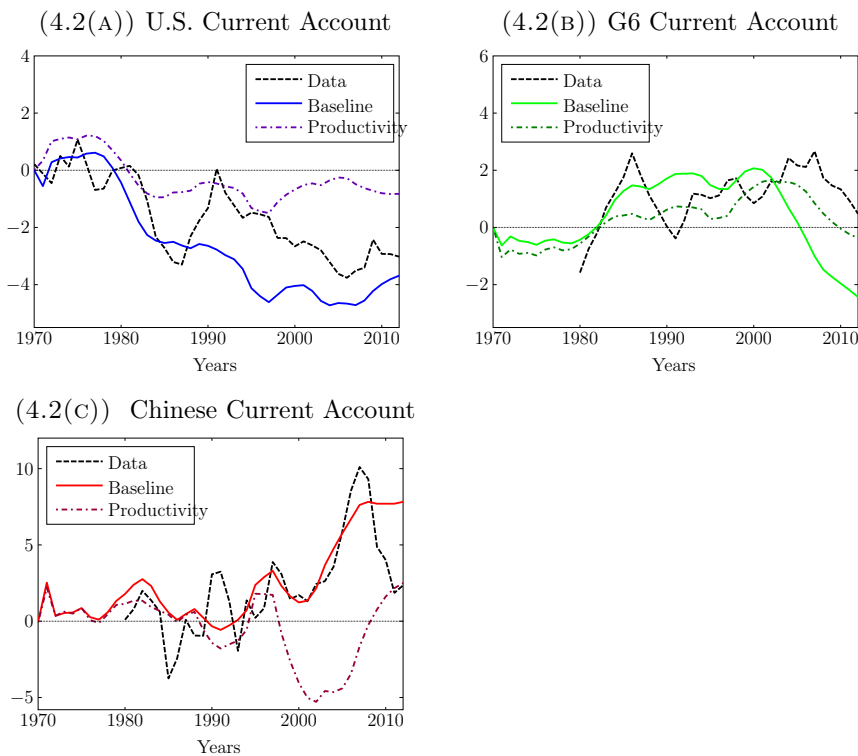 (4.2(A)) U.S. Current Account
4
2
0
−2
−4
1970 1980 1990 2000 2010
Years
Data
Baseline
Productivity
(4.2(B)) G6 Current Account
6
4
2
0
−2
1970 1980 1990 2000 2010
Years
Data
Baseline
Productivity
(4.2(C)) Chinese Current Account
10
5
0
−5
1970 1980 1990 2000 2010
Years
Data
Baseline
Productivity